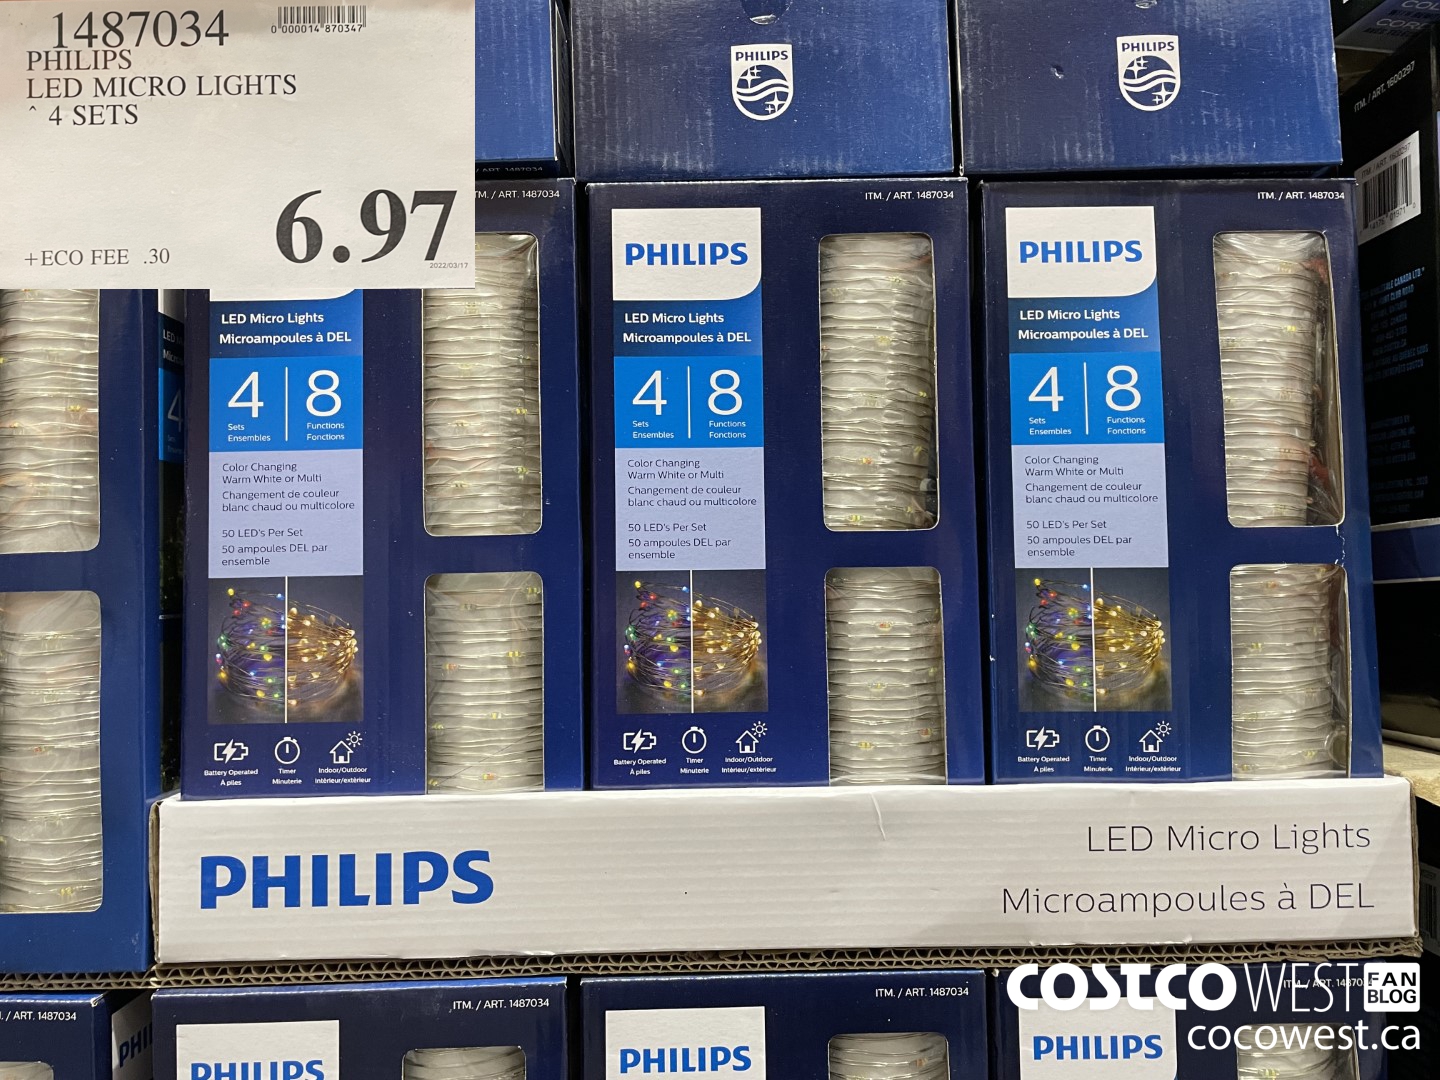 1487034
0"000014"870347"
PHILIPS
LED MICRO LIGHTS
^ 4 SETS
6.97
+ECO FEE .30
2022/03/17
PHILIPS
PHILIPS
ITM. / ART. 1600297
ITM / ART. 1487034
ITM. / ART. 1487034
ITM. / ART. 1487034
LED Micro Lights
Microampoules à DEL
4 8
Sets Functions
Ensembles Fonctions
Color Changing
Warm White or Multi
Changement de couleur
blanc chaud ou multicolore
50 LED's Per Set
50 ampoules DEL par
ensemble
Battery Operated
À piles
Timer
Minuterie
Indoor/Outdoor
Intérieur/extérieur
PHILIPS
LED Micro Lights
Microampoules à DEL
4 8
Sets Functions
Ensembles Fonctions
Color Changing
Warm White or Multi
Changement de couleur
blanc chaud ou multicolore
50 LED's Per Set
50 ampoules DEL par
ensemble
Battery Operated
À piles
Timer
Minuterie
Indoor/Outdoor
Intérieur/extérieur
PHILIPS
LED Micro Lights
Microampoules à DEL
4 8
Sets Functions
Ensembles Fonctions
Color Changing
Warm White or Multi
Changement de couleur
blanc chaud ou multicolore
50 LED's Per Set
50 ampoules DEL par
ensemble
Battery Operated
À piles
Timer
Minuterie
Indoor/Outdoor
Intérieur/extérieur
PHILIPS
LED Micro Lights
Microampoules à DEL
/ ART. 1487034
ITM. / ART. 1487034
ITM. / ART. 1487034
PHILIPS
PHILIPS
PHILIPS
COSTCO WEST FAN BLOG
cocowest.ca